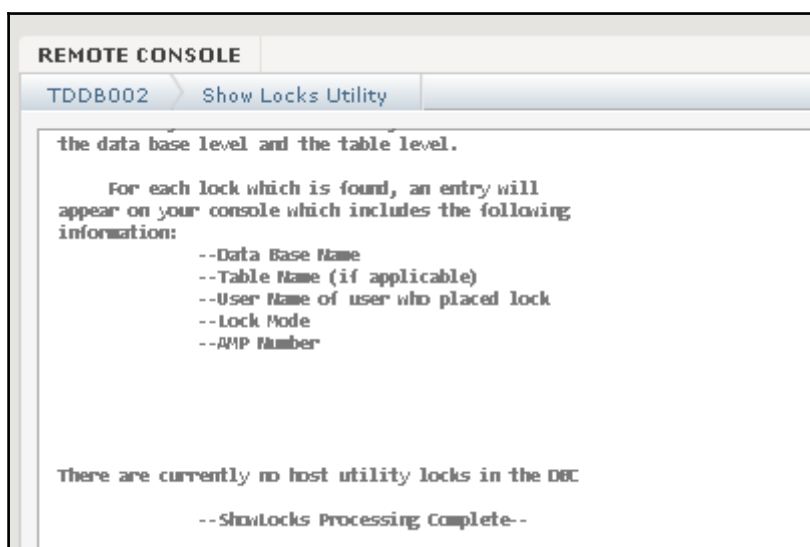 REMOTE CONSOLE
TDDB002 Show Locks Utility
the data base level and the table level.
For each lock which is found, an entry will
appear on your console which includes the following
information:
--Data Base Name
--Table Name (if applicable)
--User Name of user who placed lock
--Lock Mode
--AMP Number
There are currently no host utility locks in the DBC
--ShowLocks Processing Complete--